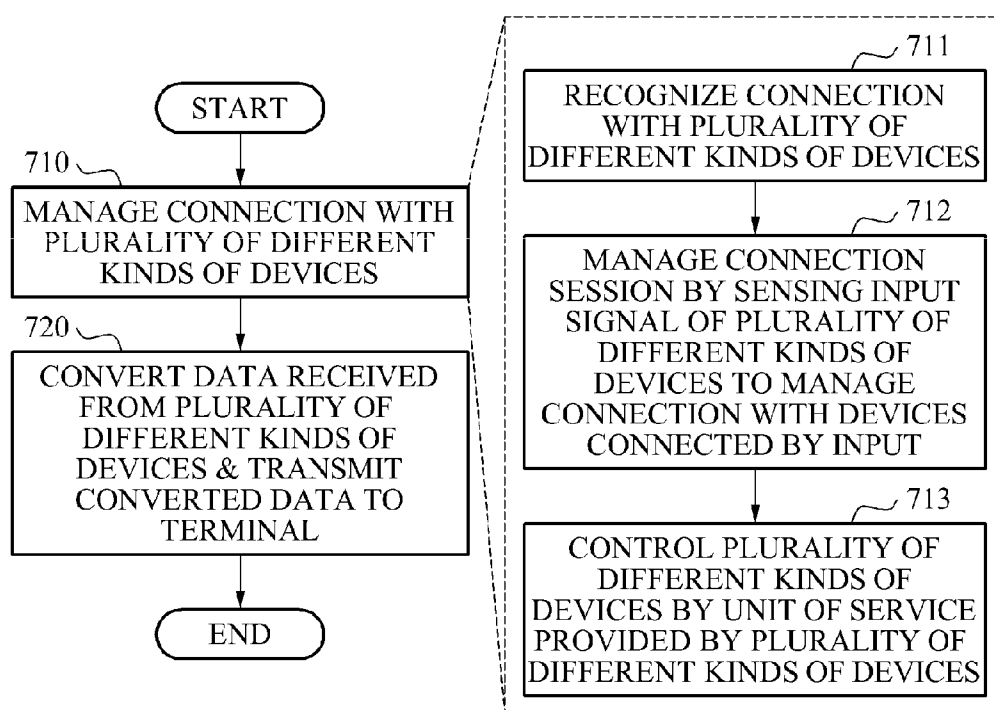 START
710
MANAGE CONNECTION WITH
PLURALITY OF DIFFERENT
KINDS OF DEVICES
720
CONVERT DATA RECEIVED
FROM PLURALITY OF
DIFFERENT KINDS OF
DEVICES & TRANSMIT
CONVERTED DATA TO
TERMINAL
END
711
RECOGNIZE CONNECTION
WITH PLURALITY OF
DIFFERENT KINDS OF DEVICES
712
MANAGE CONNECTION
SESSION BY SENSING INPUT
SIGNAL OF PLURALITY OF
DIFFERENT KINDS OF
DEVICES TO MANAGE
CONNECTION WITH DEVICES
CONNECTED BY INPUT
713
CONTROL PLURALITY OF
DIFFERENT KINDS OF
DEVICES BY UNIT OF SERVICE
PROVIDED BY PLURALITY OF
DIFFERENT KINDS OF DEVICES